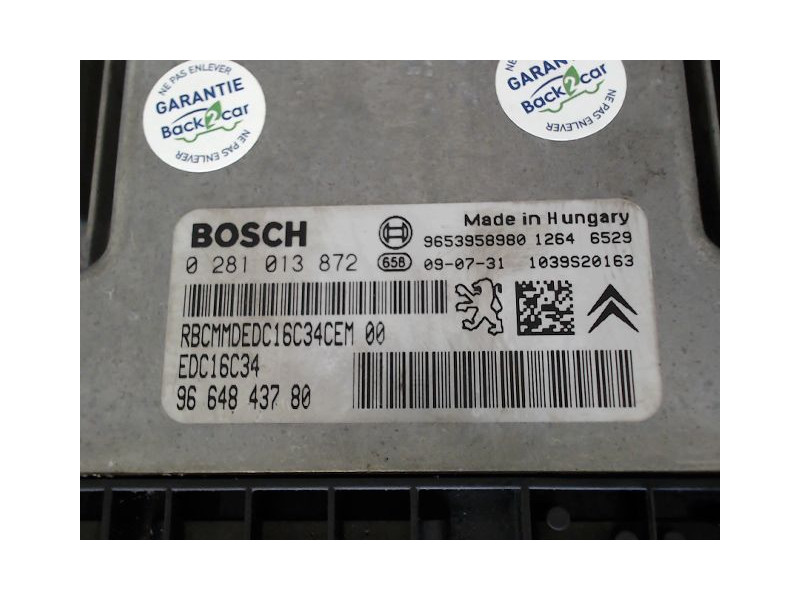 NE PAS ENLEVER
GARANTIE
Back2car
NE PAS ENLEVER
GARANTIE
Back2car
NE PAS ENLEVER
BOSCH
Made in Hungary
9653958980 1264 6529
0 281 013 872 658 09-07-31 1039S20163
RBCMMDEDC16C34CEM 00
EDC16C34
96 648 437 80